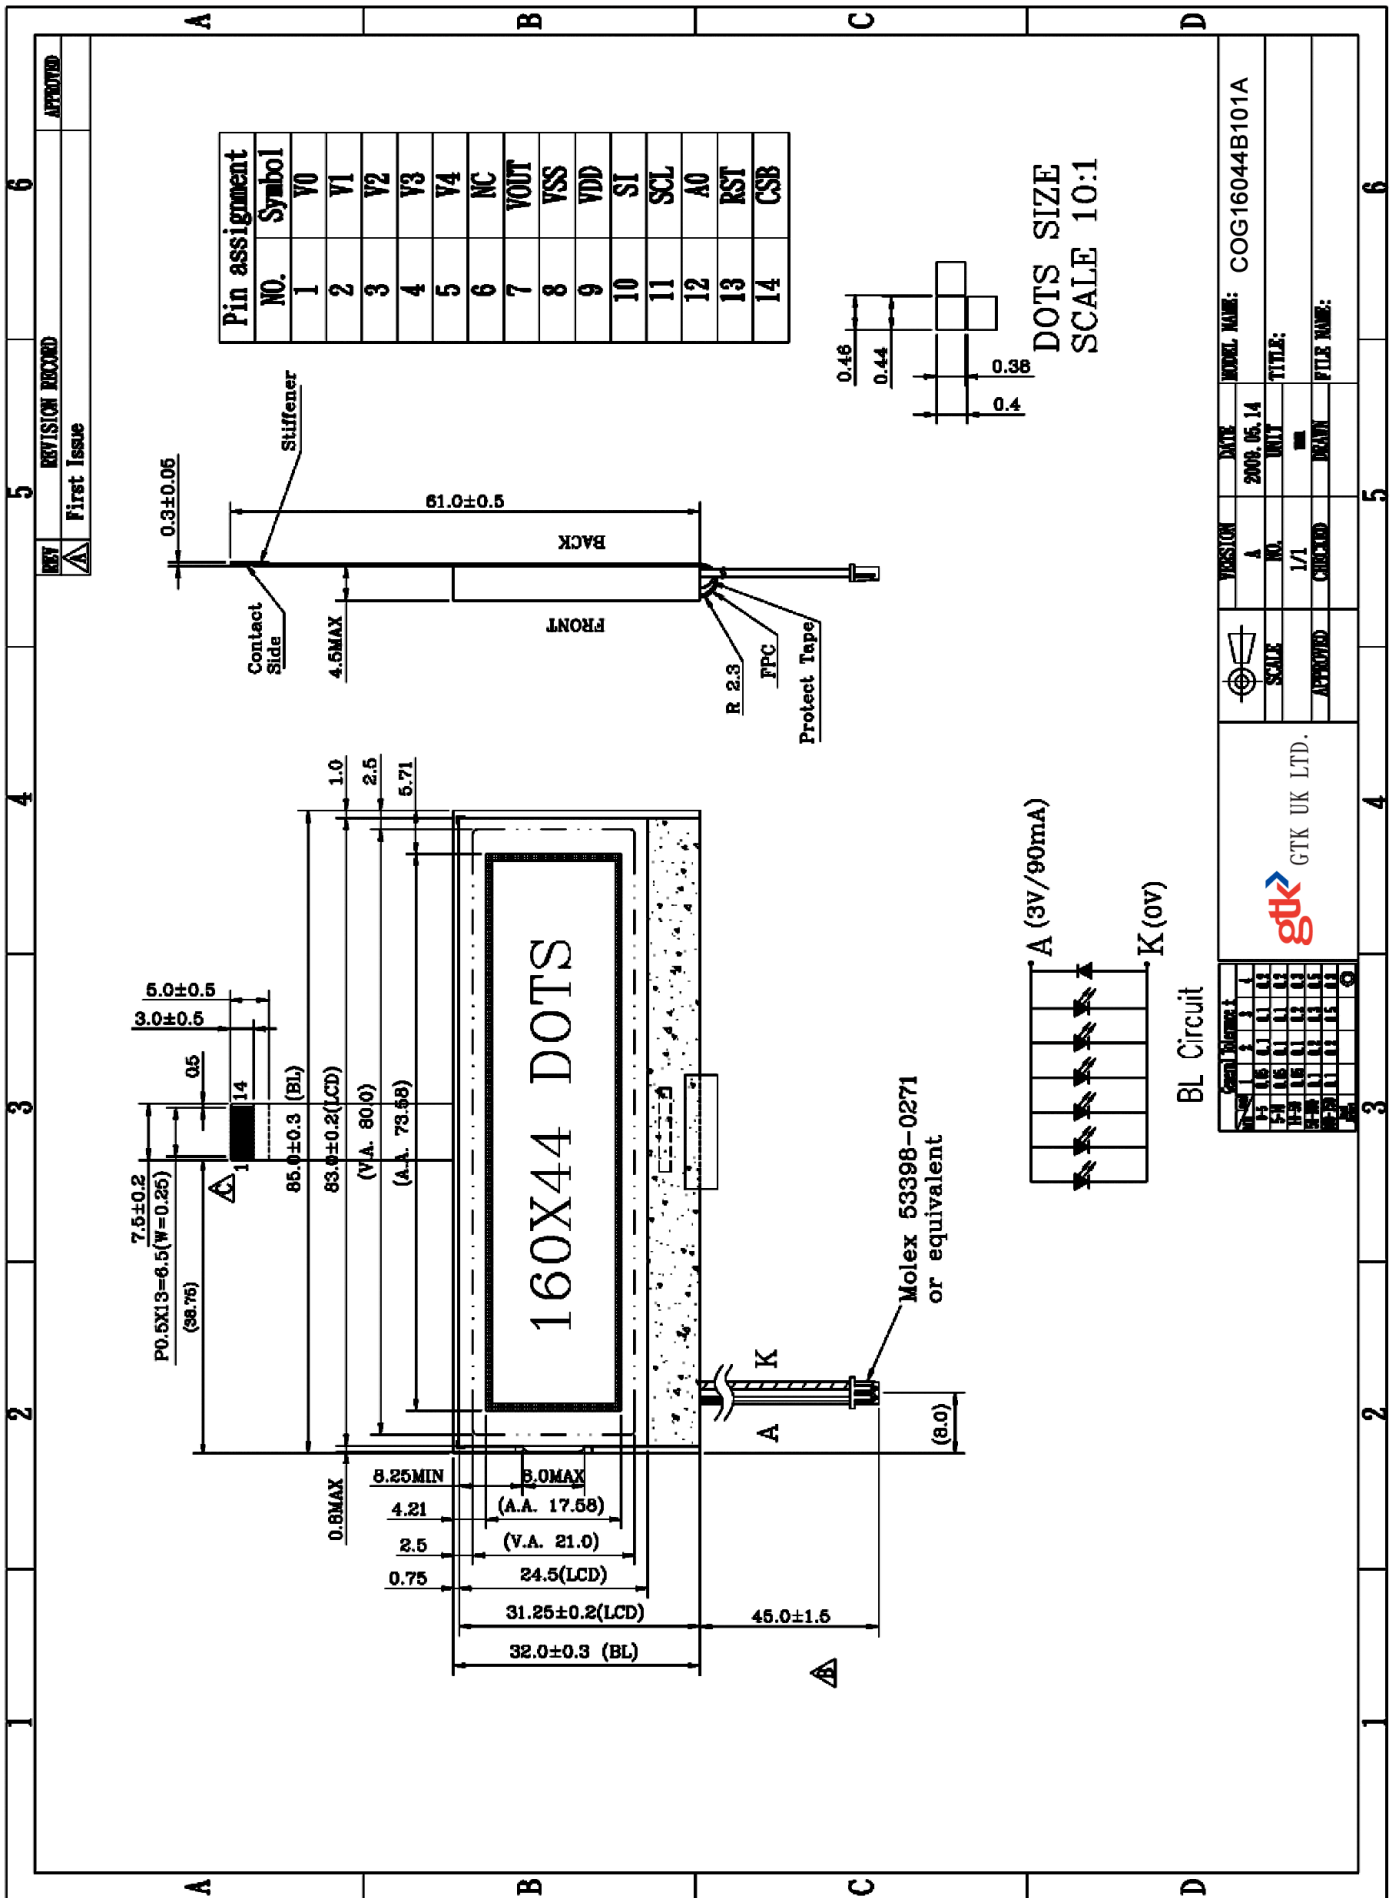 1
2
3
4
5
6
A
B
C
D
REV
REVISION RECORD
APPROVED
A
First Issue
7.5±0.2
P0.5X13=6.5(W=0.25)
(38.75)
0.5
3.0±0.5
5.0±0.5
C
1
14
85.0±0.3 (BL)
83.0±0.2(LCD)
(V.A. 80.0)
(A.A. 73.58)
1.0
2.5
5.71
0.8MAX
8.25MIN
4.21
2.5
0.75
8.0MAX
(A.A. 17.58)
(V.A. 21.0)
24.5(LCD)
31.25±0.2(LCD)
32.0±0.3 (BL)
45.0±1.5
B
160X44 DOTS
A
K
(8.0)
Molex 53398-0271
or equivalent
0.3±0.05
Contact
Side
Stiffener
4.5MAX
61.0±0.5
FRONT
BACK
R 2.3
FPC
Protect Tape
Pin assignment
NO. Symbol
1 V0
2 V1
3 V2
4 V3
5 V4
6 NC
7 VOUT
8 VSS
9 VDD
10 SI
11 SCL
12 A0
13 RST
14 CSB
0.46
0.44
0.38
0.4
DOTS SIZE
SCALE 10:1
A (3V/90mA)
K (0V)
BL Circuit
gtk GTK UK LTD.
SCALE
APPROVED
VERSION
A
NO.
1/1
CHECKED
DATE
2009.05.14
UNIT
mm
DRAWN
MODEL NAME: COG16044B101A
TITLE:
FILE NAME:
1
2
3
4
5
6
A
B
C
D